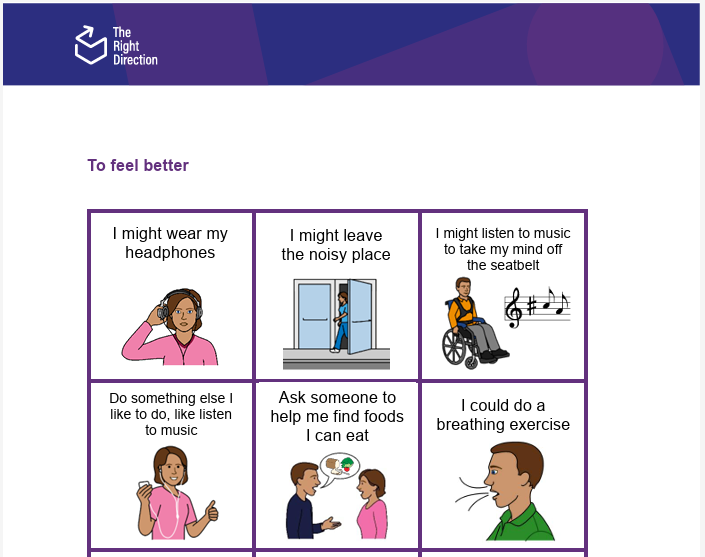 The
Right
Direction
To feel better
I might wear my
headphones
I might leave
the noisy place
I might listen to music
to take my mind off
the seatbelt
Do something else I
like to do, like listen
to music
Ask someone to
help me find foods
I can eat
I could do a
breathing exercise